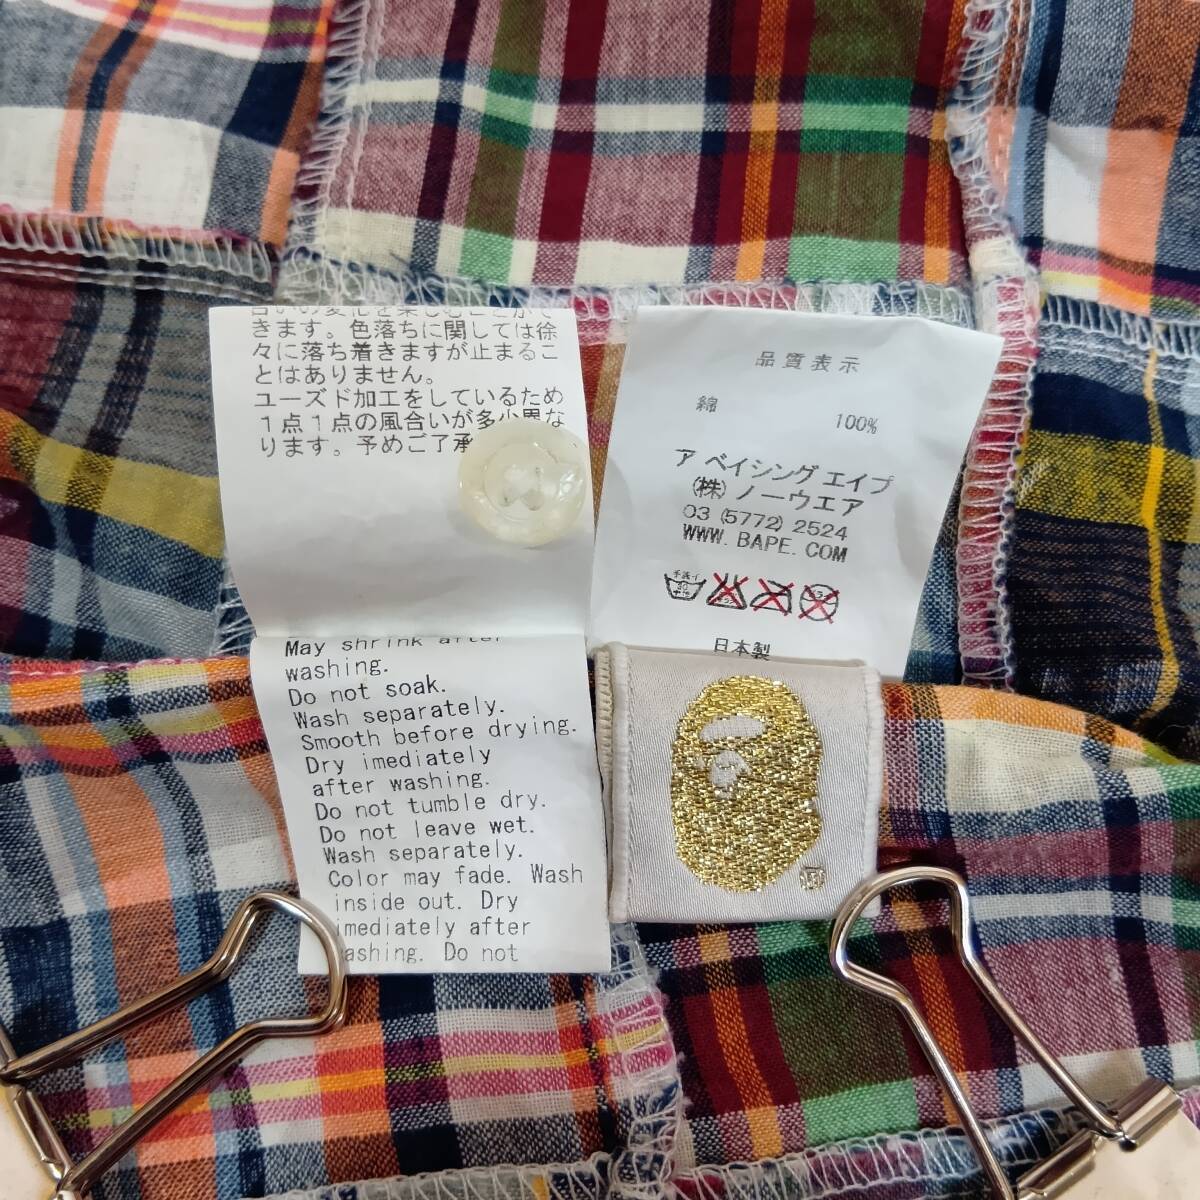 合いの変化を楽しむことがで
きます。色落ちに関しては徐
々に落ち着きますが止まるこ
とはありません。
ユーズド加工をしているため
1点1点の風合いが多少異な
ります。予めご了承
May shrink after
washing.
Do not soak.
Wash separately.
Smooth before drying.
Dry imediately
after washing.
Do not tumble dry.
Do not leave wet.
Wash separately.
Color may fade. Wash
inside out. Dry
imediately after
washing. Do not
品質表示
綿 100%
ア ベイシング エイプ
(株) ノーウエア
03 (5772) 2524
WWW. BAPE. COM
手洗イ
日本製